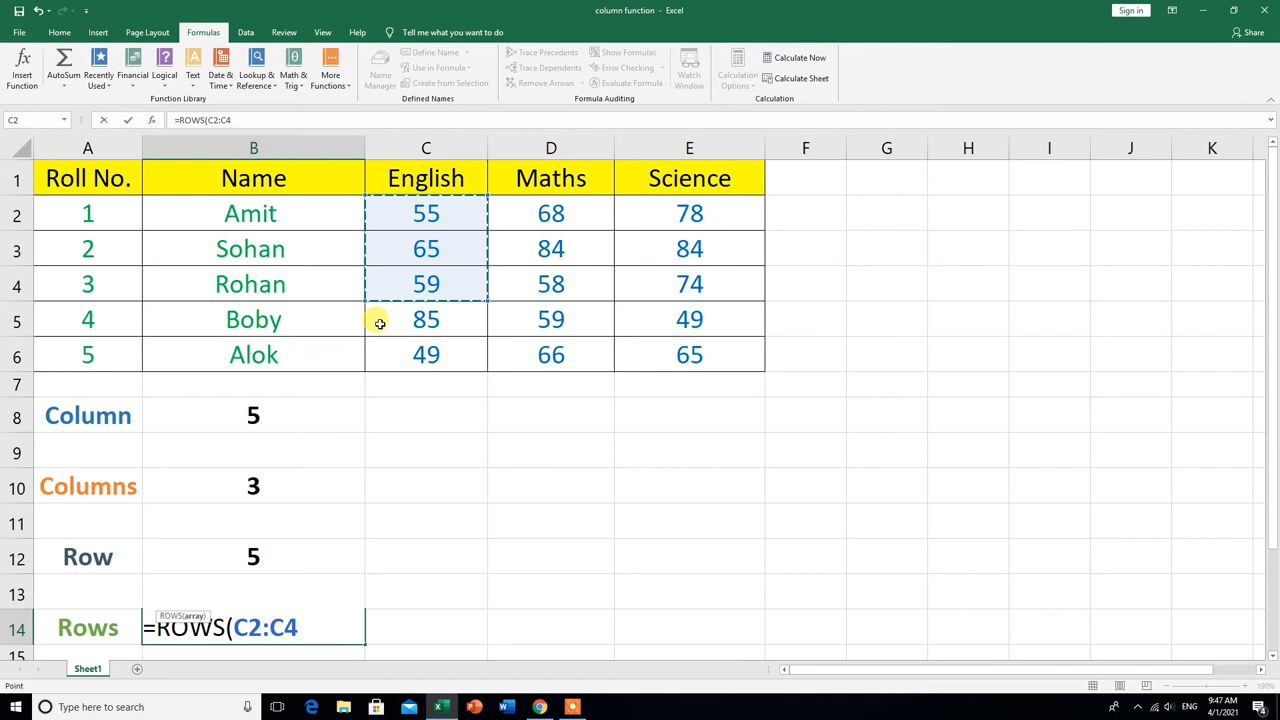 column function - Excel
Sign in
File Home Insert Page Layout Formulas Data Review View Help Tell me what you want to do Share
Insert Function
AutoSum
Recently Used
Financial
Logical
Text
Date & Time
Lookup & Reference
Math & Trig
More Functions
Function Library
Name Manager
Define Name
Use in Formula
Create from Selection
Defined Names
Trace Precedents
Trace Dependents
Remove Arrows
Show Formulas
Error Checking
Evaluate Formula
Formula Auditing
Watch Window
Calculation Options
Calculate Now
Calculate Sheet
Calculation
C2 fx =ROWS(C2:C4
A B C D E F G H I J K
1 Roll No. Name English Maths Science
2 1 Amit 55 68 78
3 2 Sohan 65 84 84
4 3 Rohan 59 58 74
5 4 Boby 85 59 49
6 5 Alok 49 66 65
7
8 Column 5
9
10 Columns 3
11
12 Row 5
13
ROWS(array)
14 Rows =ROWS(C2:C4
15
Sheet1
Point
190%
Type here to search
9:47 AM
4/1/2021